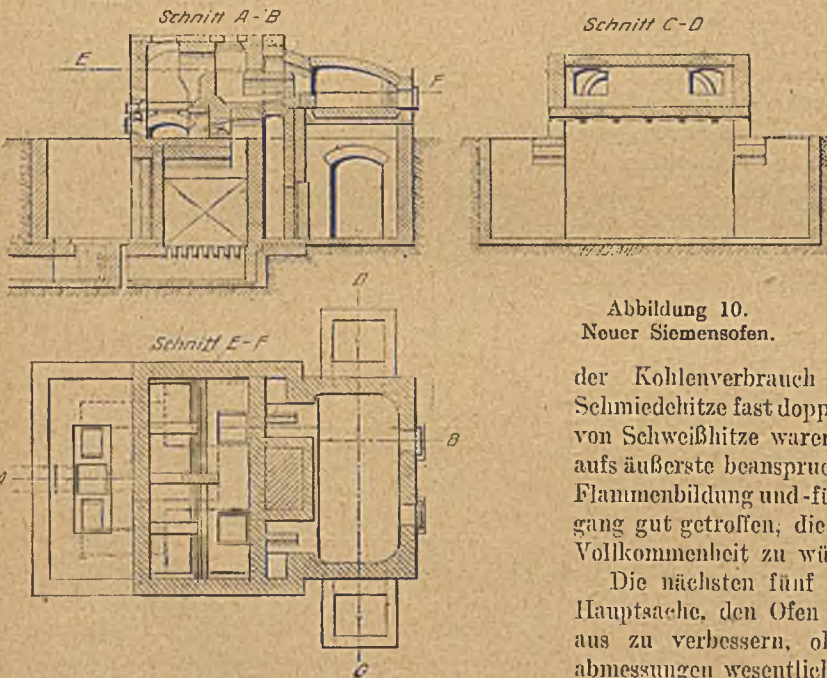 Schnitt A-B
Schnitt C-D
E
F
Schnitt E-F
D
A
B
C
Abbildung 10.
Neuer Siemensofen.
der Kohlenverbrauch
Schmiedehitze fast dopp
von Schweißhitze waren
aufs äußerste beanspruc
Flammenbildung und -fü
gang gut getroffen; die
Vollkommenheit zu wü
Die nächsten fünf
Hauptsache, den Ofen
aus zu verbessern, oh
abmessungen wesentlich